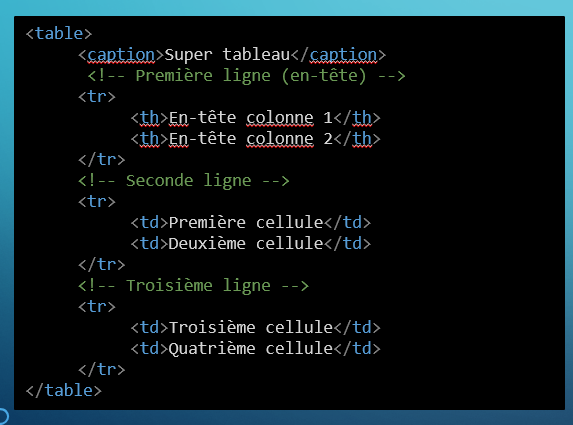 <table>
<caption>Super tableau</caption>
<!-- Première ligne (en-tête) -->
<tr>
<th>En-tête colonne 1</th>
<th>En-tête colonne 2</th>
</tr>
<!-- Seconde ligne -->
<tr>
<td>Première cellule</td>
<td>Deuxième cellule</td>
</tr>
<!-- Troisième ligne -->
<tr>
<td>Troisième cellule</td>
<td>Quatrième cellule</td>
</tr>
</table>